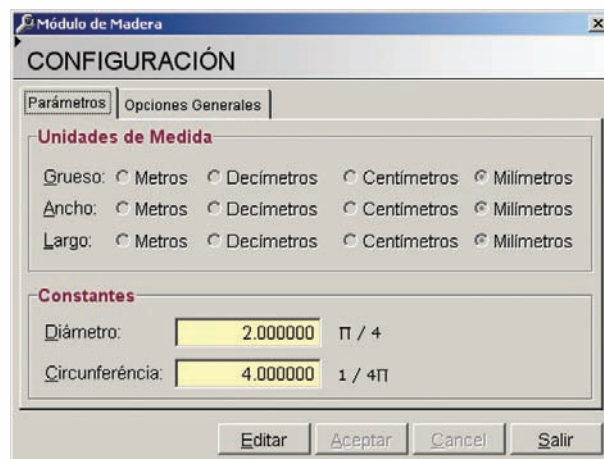 Módulo de Madera
CONFIGURACIÓN
Parámetros Opciones Generales
Unidades de Medida
Grueso: Metros Decímetros Centímetros Milímetros
Ancho: Metros Decímetros Centímetros Milímetros
Largo: Metros Decímetros Centímetros Milímetros
Constantes
Diámetro: 2.000000 Π / 4
Circunferéncia: 4.000000 1 / 4Π
Editar Aceptar Cancel Salir